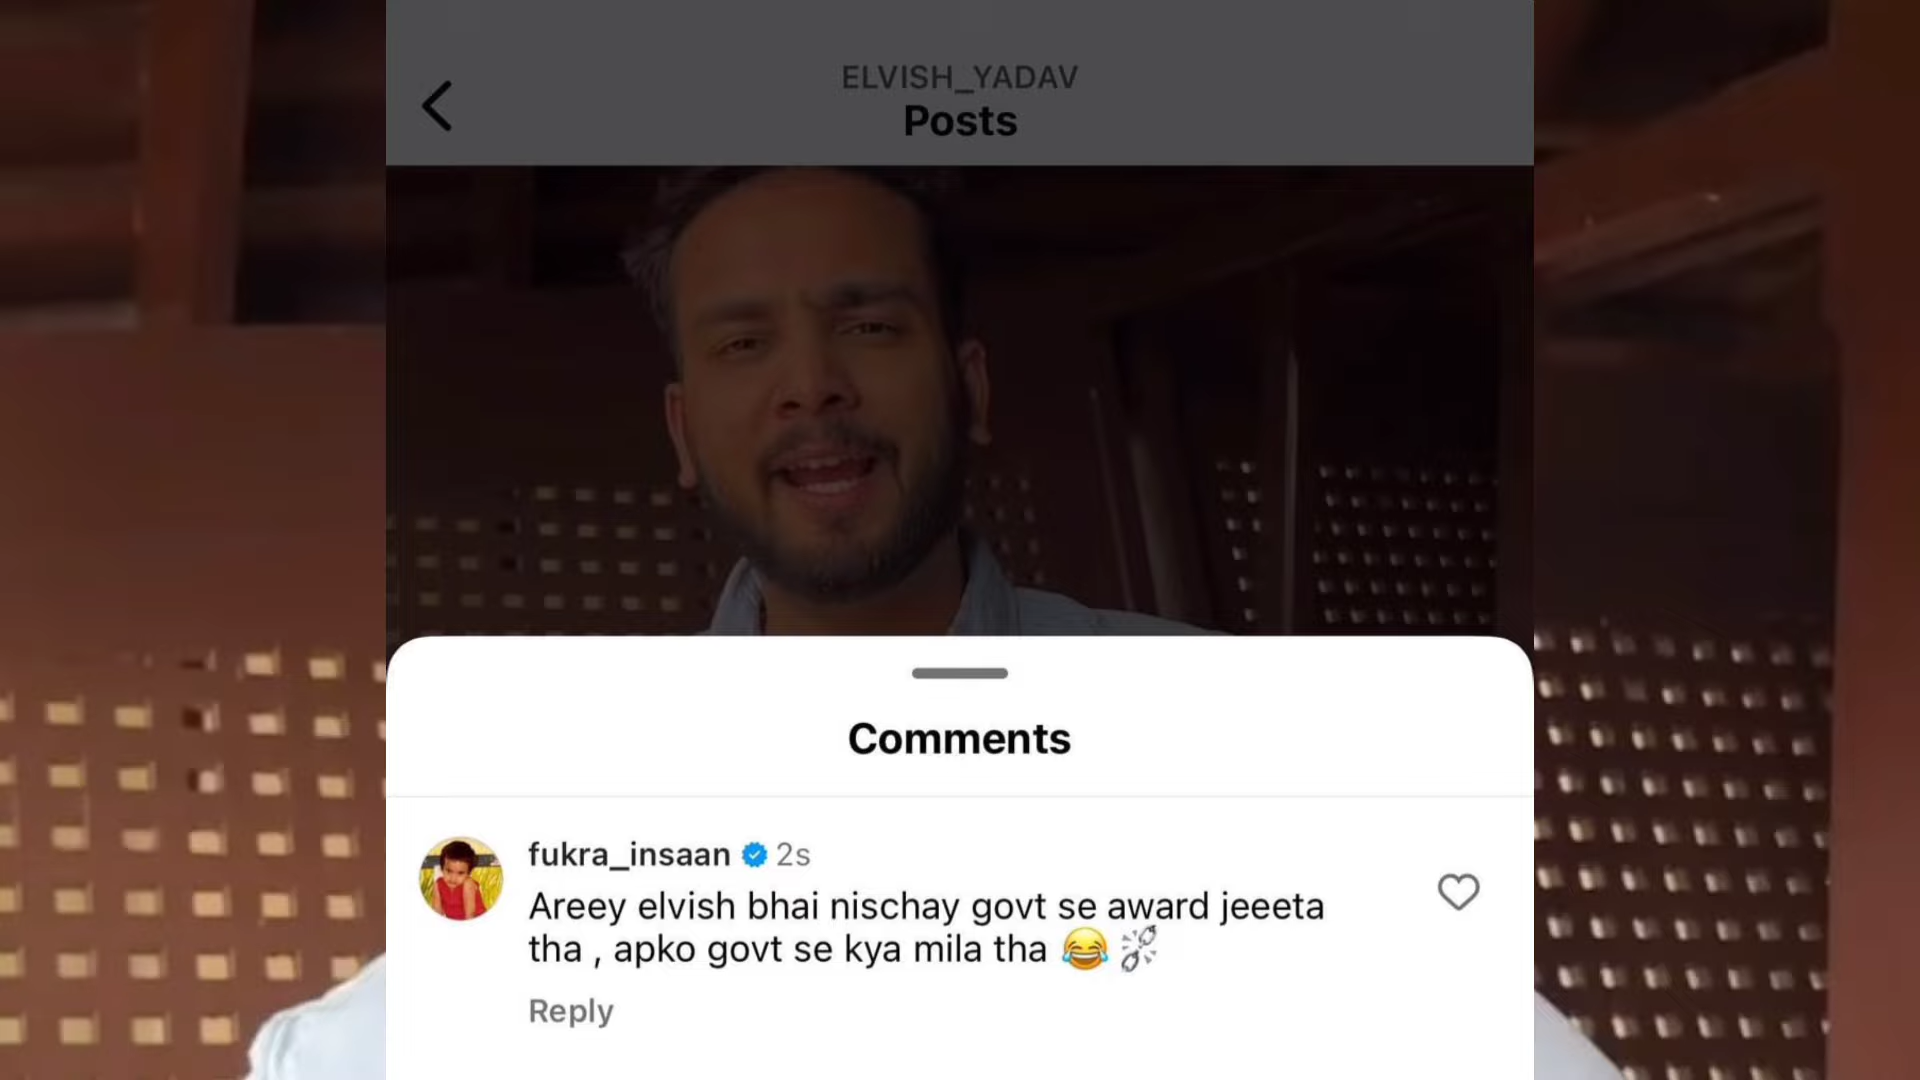 ELVISH_YADAV
Posts
Comments
fukra_insaan 2s
Areey elvish bhai nischay govt se award jeeeta
tha , apko govt se kya mila tha 😂 ⛓️‍💥
Reply